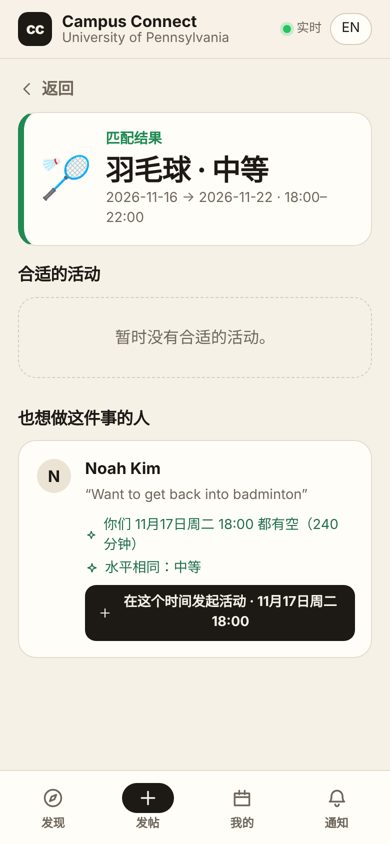 cc
Campus Connect
University of Pennsylvania
实时
EN
返回
匹配结果
羽毛球 · 中等
2026-11-16 → 2026-11-22 · 18:00–
22:00
合适的活动
暂时没有合适的活动。
也想做这件事的人
N
Noah Kim
“Want to get back into badminton”
你们 11月17日周二 18:00 都有空（240
分钟）
水平相同：中等
在这个时间发起活动 · 11月17日周二
18:00
发现
发帖
我的
通知